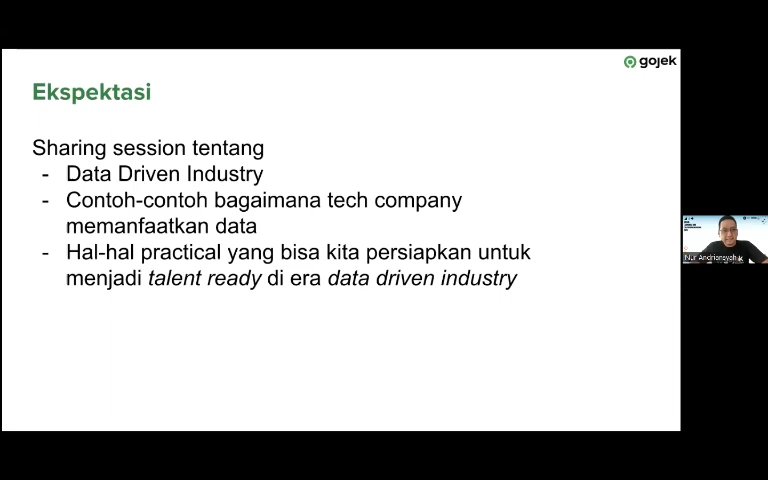 gojek
Ekspektasi
Sharing session tentang
- Data Driven Industry
- Contoh-contoh bagaimana tech company
memanfaatkan data
- Hal-hal practical yang bisa kita persiapkan untuk
menjadi talent ready di era data driven industry
Nur Andriansyah